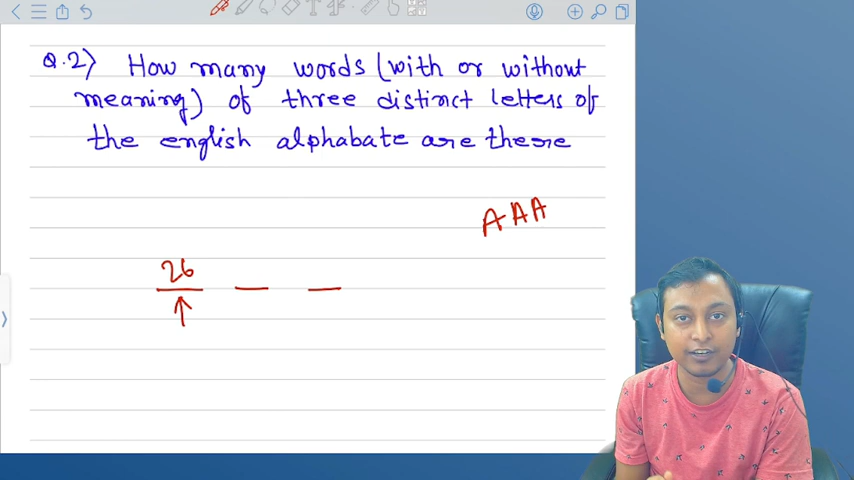 Q.2) How many words (with or without
meaning) of three distinct letters of
the english alphabate are there
AAA
26